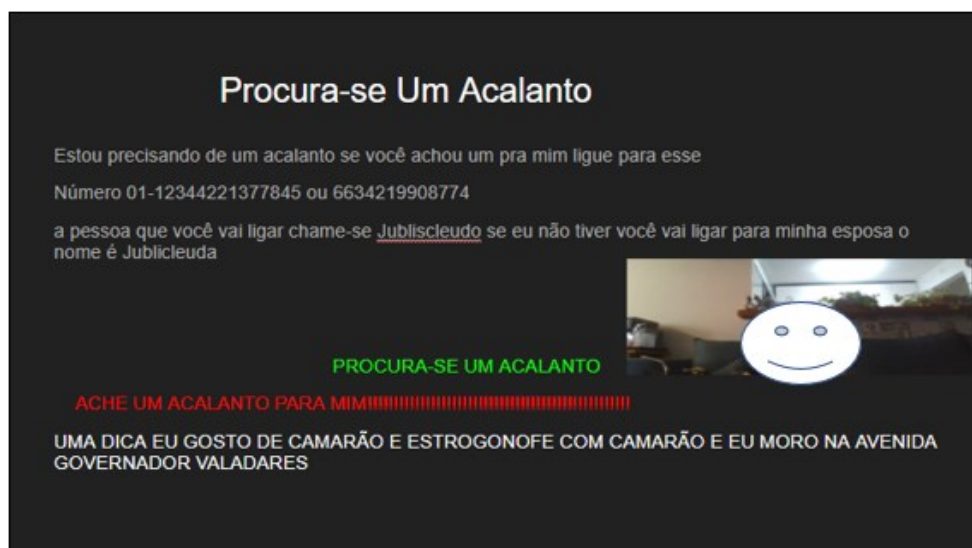 Procura-se Um Acalanto
Estou precisando de um acalanto se você achou um pra mim ligue para esse
Número 01-12344221377845 ou 6634219908774
a pessoa que você vai ligar chame-se Jubliscleudo se eu não tiver você vai ligar para minha esposa o
nome é Jublicleuda
PROCURA-SE UM ACALANTO
ACHE UM ACALANTO PARA MIM!!!!!!!!!!!!!!!!!!!!!!!!!!!!!!!!!!!!!!!!!!!!!!!!!!!!!!!!!!
UMA DICA EU GOSTO DE CAMARÃO E ESTROGONOFE COM CAMARÃO E EU MORO NA AVENIDA
GOVERNADOR VALADARES